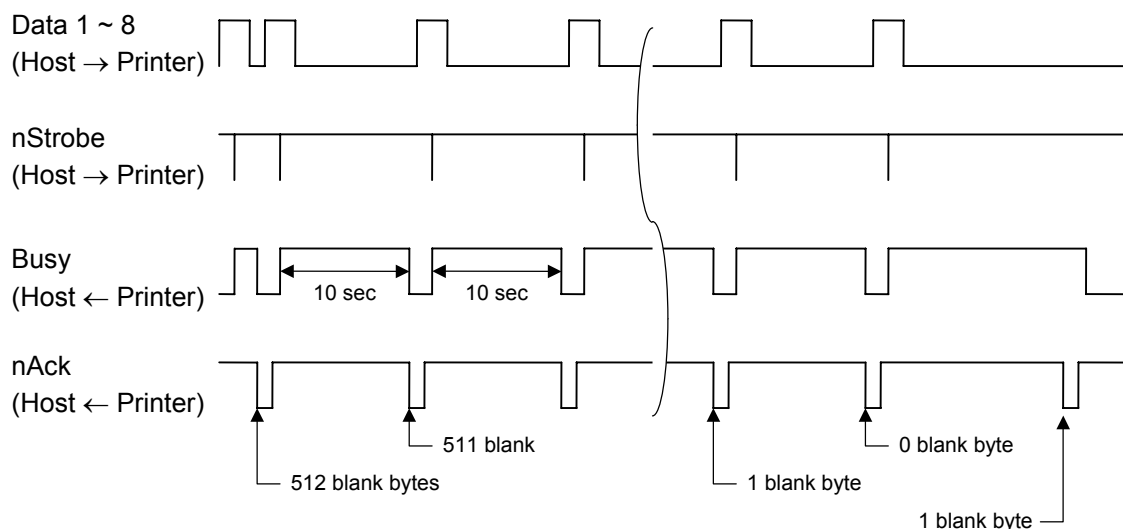 Data 1 ~ 8
(Host → Printer)
nStrobe
(Host → Printer)
Busy
(Host ← Printer)
10 sec
10 sec
nAck
(Host ← Printer)
511 blank
0 blank byte
512 blank bytes
1 blank byte
1 blank byte